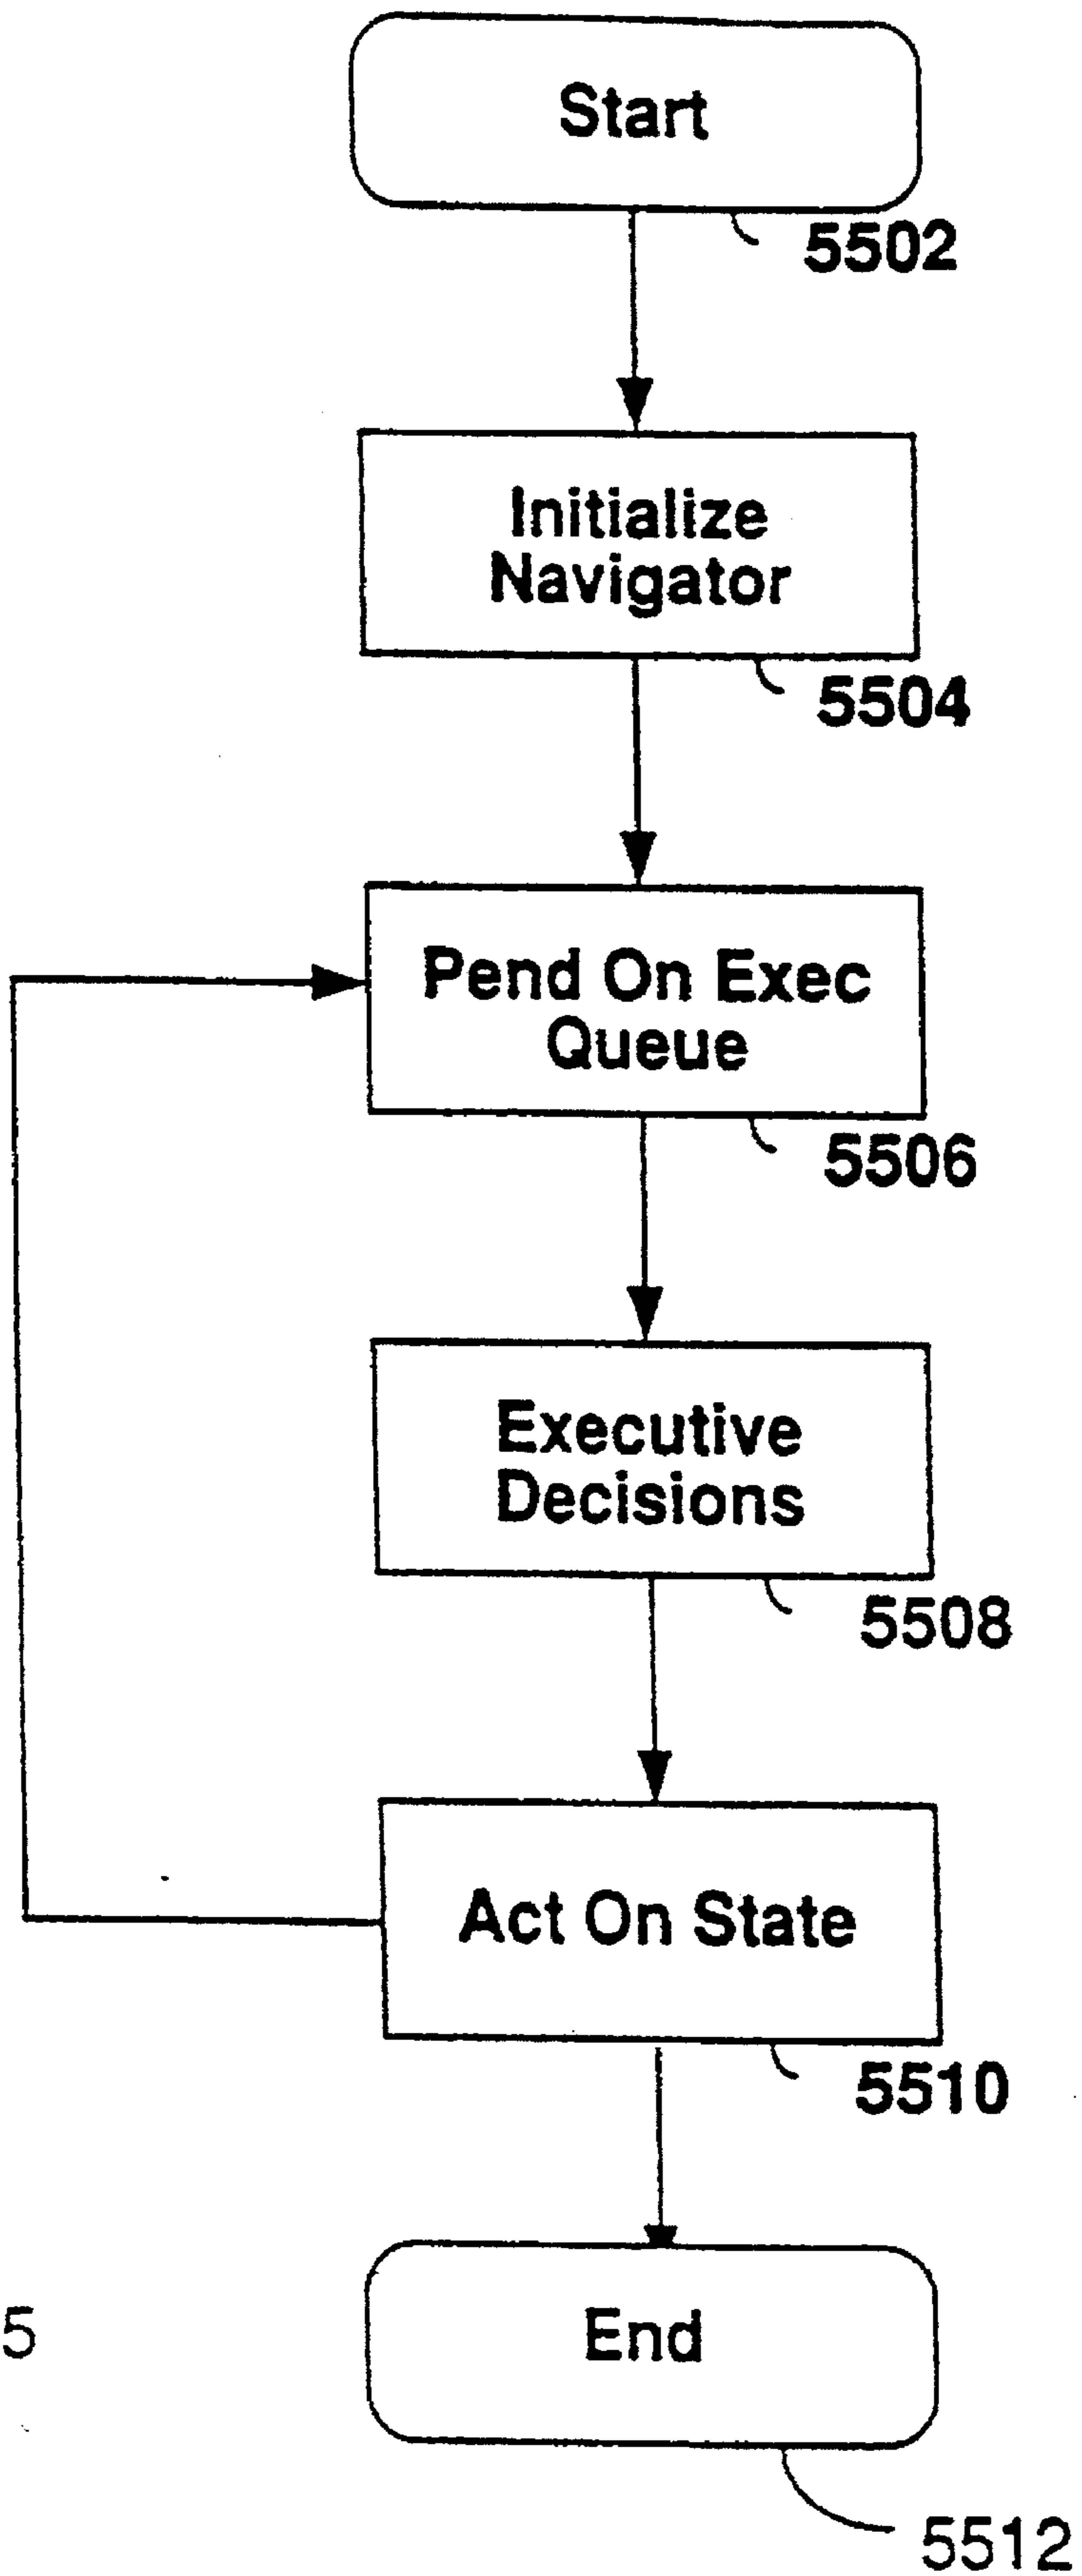 Start
5502
Initialize
Navigator
5504
Pend On Exec
Queue
5506
Executive
Decisions
5508
Act On State
5510
End
5
5512